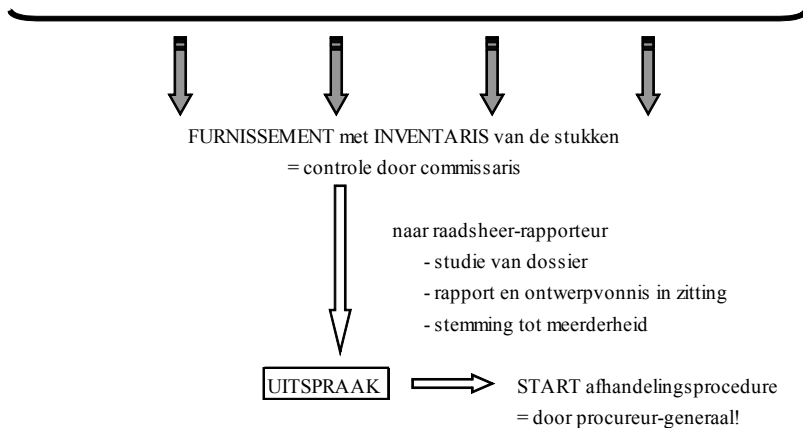 FURNISSEMENT met INVENTARIS van de stukken
= controle door commissaris
naar raadsheer-rapporteur
- studie van dossier
- rapport en ontwerpvonnis in zitting
- stemming tot meerderheid
UITSPRAAK
START afhandelingsprocedure
= door procureur-generaal!